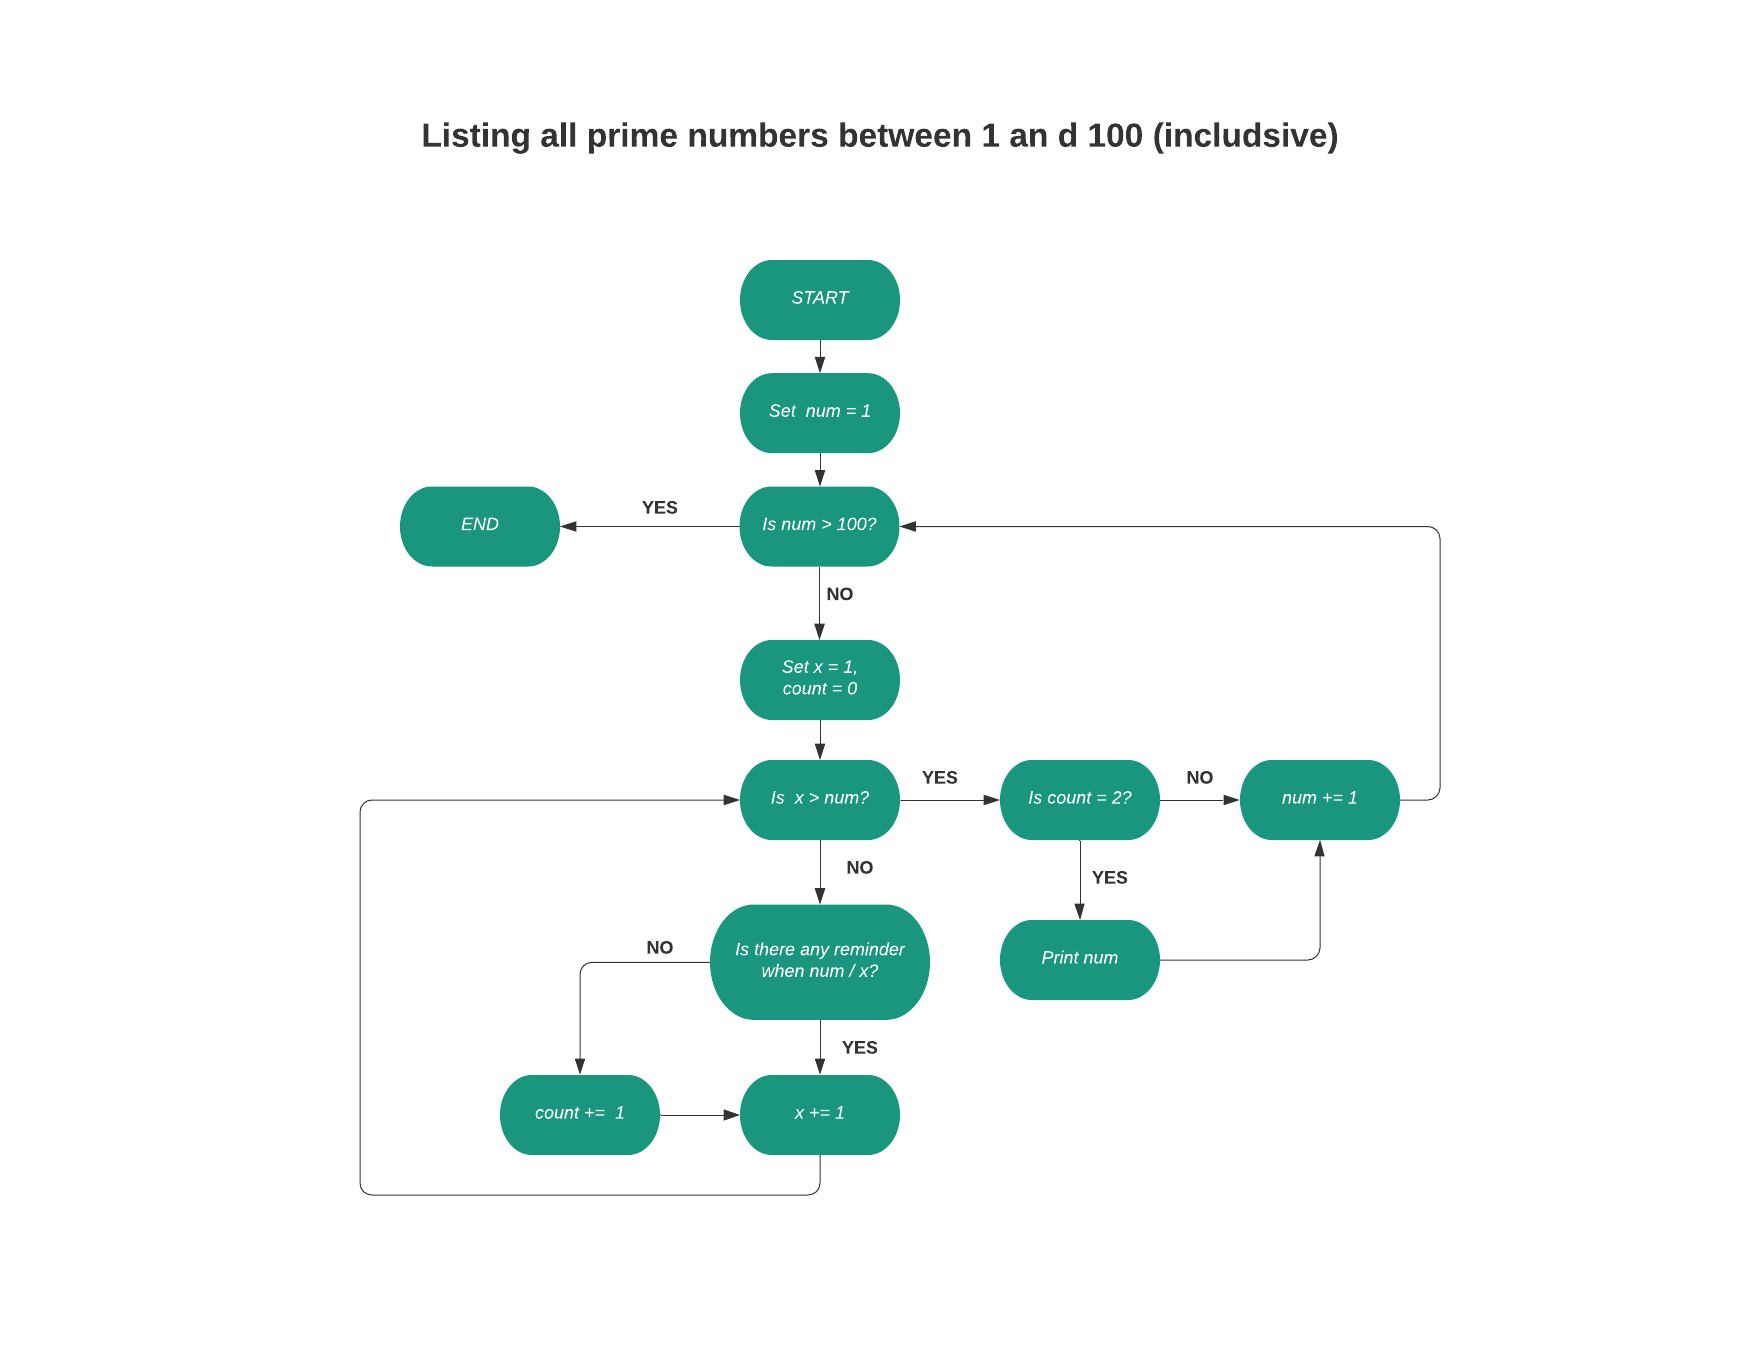 Listing all prime numbers between 1 an d 100 (includsive)
START
Set  num = 1
END
YES
Is num > 100?
NO
Set x = 1,
count = 0
Is  x > num?
YES
Is count = 2?
NO
num += 1
NO
YES
Is there any reminder
when num / x?
NO
Print num
YES
count +=  1
x += 1